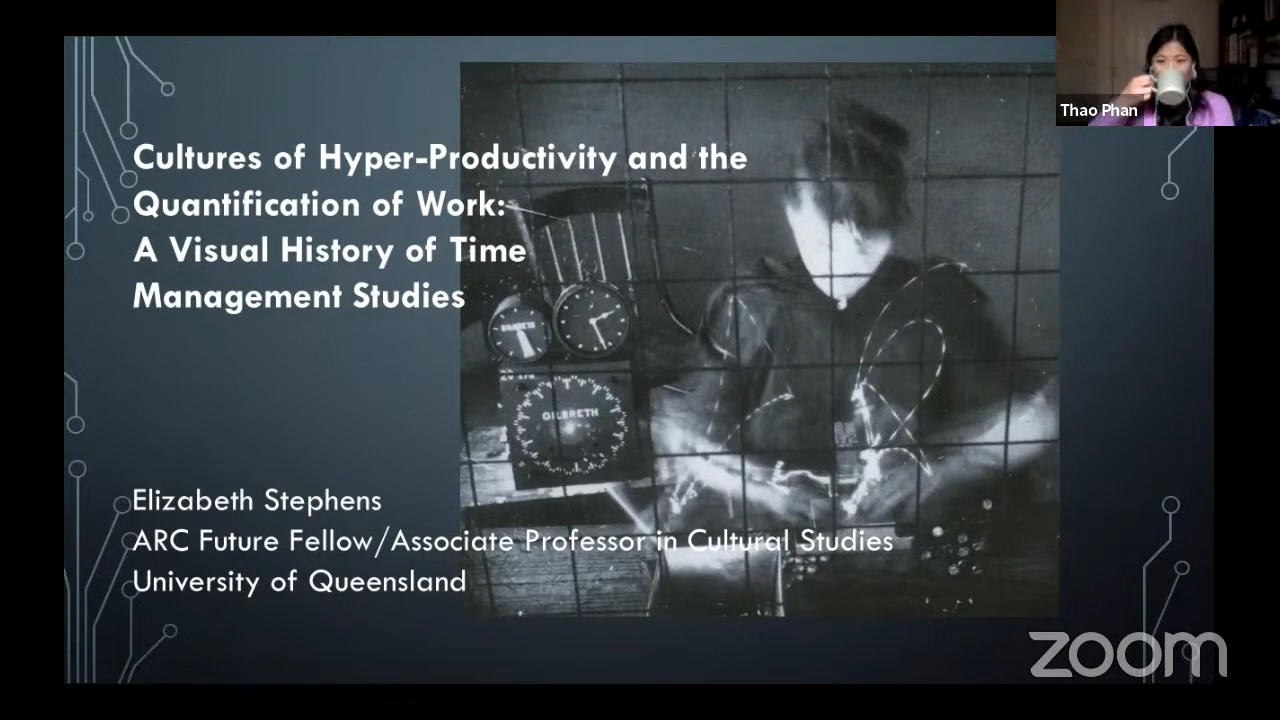 Thao Phan
Cultures of Hyper-Productivity and the
Quantification of Work:
A Visual History of Time
Management Studies
GILBRETH
Elizabeth Stephens
ARC Future Fellow/Associate Professor in Cultural Studies
University of Queensland
zoom